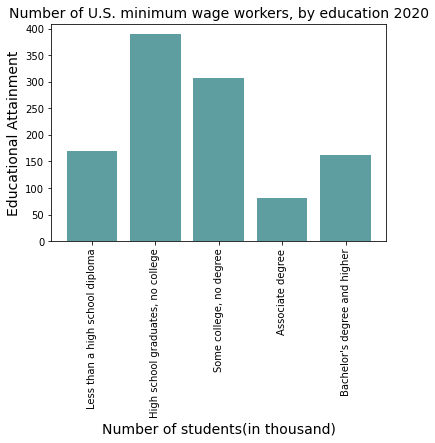 Number of U.S. minimum wage workers, by education 2020
Educational Attainment
400
350
300
250
200
150
100
50
0
Less than a high school diploma
High school graduates, no college
Some college, no degree
Associate degree
Bachelor's degree and higher
Number of students(in thousand)